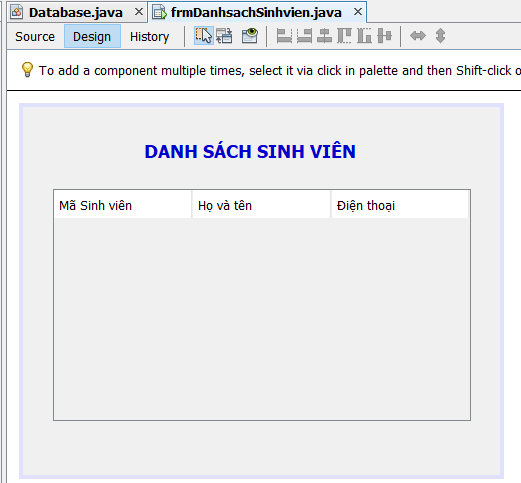 Database.java
frmDanhsachSinhvien.java
Source Design History
To add a component multiple times, select it via click in palette and then Shift-click o
DANH SÁCH SINH VIÊN
Mã Sinh viên Họ và tên Điện thoại